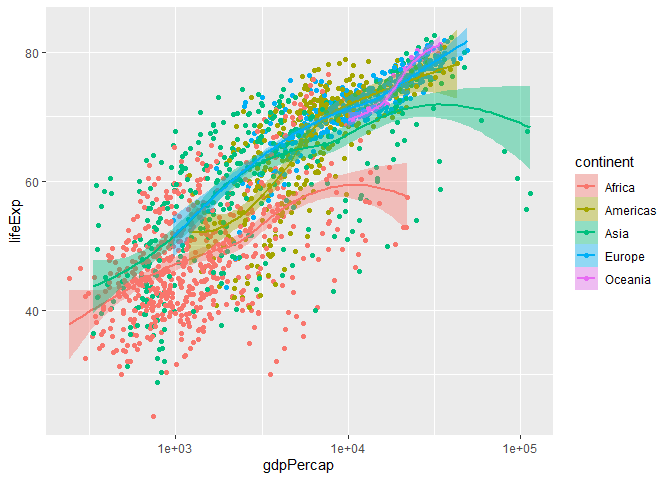 80
60
40
lifeExp
1e+03
1e+04
1e+05
gdpPercap
continent
Africa
Americas
Asia
Europe
Oceania